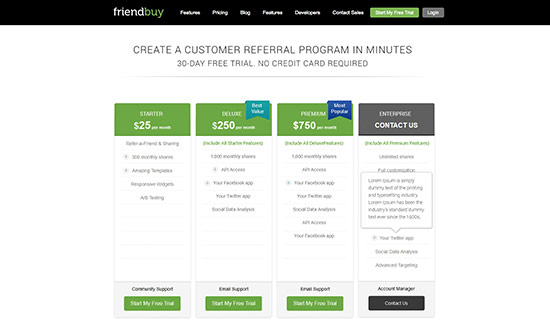 friendbuy
Features
Pricing
Blog
Features
Developers
Contact Sales
Start My Free Trial
Login
CREATE A CUSTOMER REFERRAL PROGRAM IN MINUTES
30-DAY FREE TRIAL. NO CREDIT CARD REQUIRED
STARTER
$25 per month
Refer-a-Friend & Sharing
300 monthly shares
Amazing Templates
Responsive Widgets
A/B Testing
Community Support
Start My Free Trial
Best
Value
DELUXE
$250 per month
(Include All Starter Features)
1,600 monthly shares
API Access
Your Facebook app
Your Twitter app
Social Data Analysis
Email Support
Start My Free Trial
Most
Popular
PREMIUM
$750 per month
(Include All DeluxeFeatures)
1,600 monthly shares
API Access
Your Facebook app
Your Twitter app
Social Data Analysis
API Access
Your Facebook app
Email Support
Start My Free Trial
ENTERPRISE
CONTACT US
(Include All Premium Features)
Unlimited shares
Full customization
Lorem Ipsum is simply
dummy text of the printing
and typesetting industry.
Lorem Ipsum has been the
industry's standard dummy
text ever since the 1500s,
Your Twitter app
Social Data Analysis
Advanced Targeting
Account Manager
Contact Us